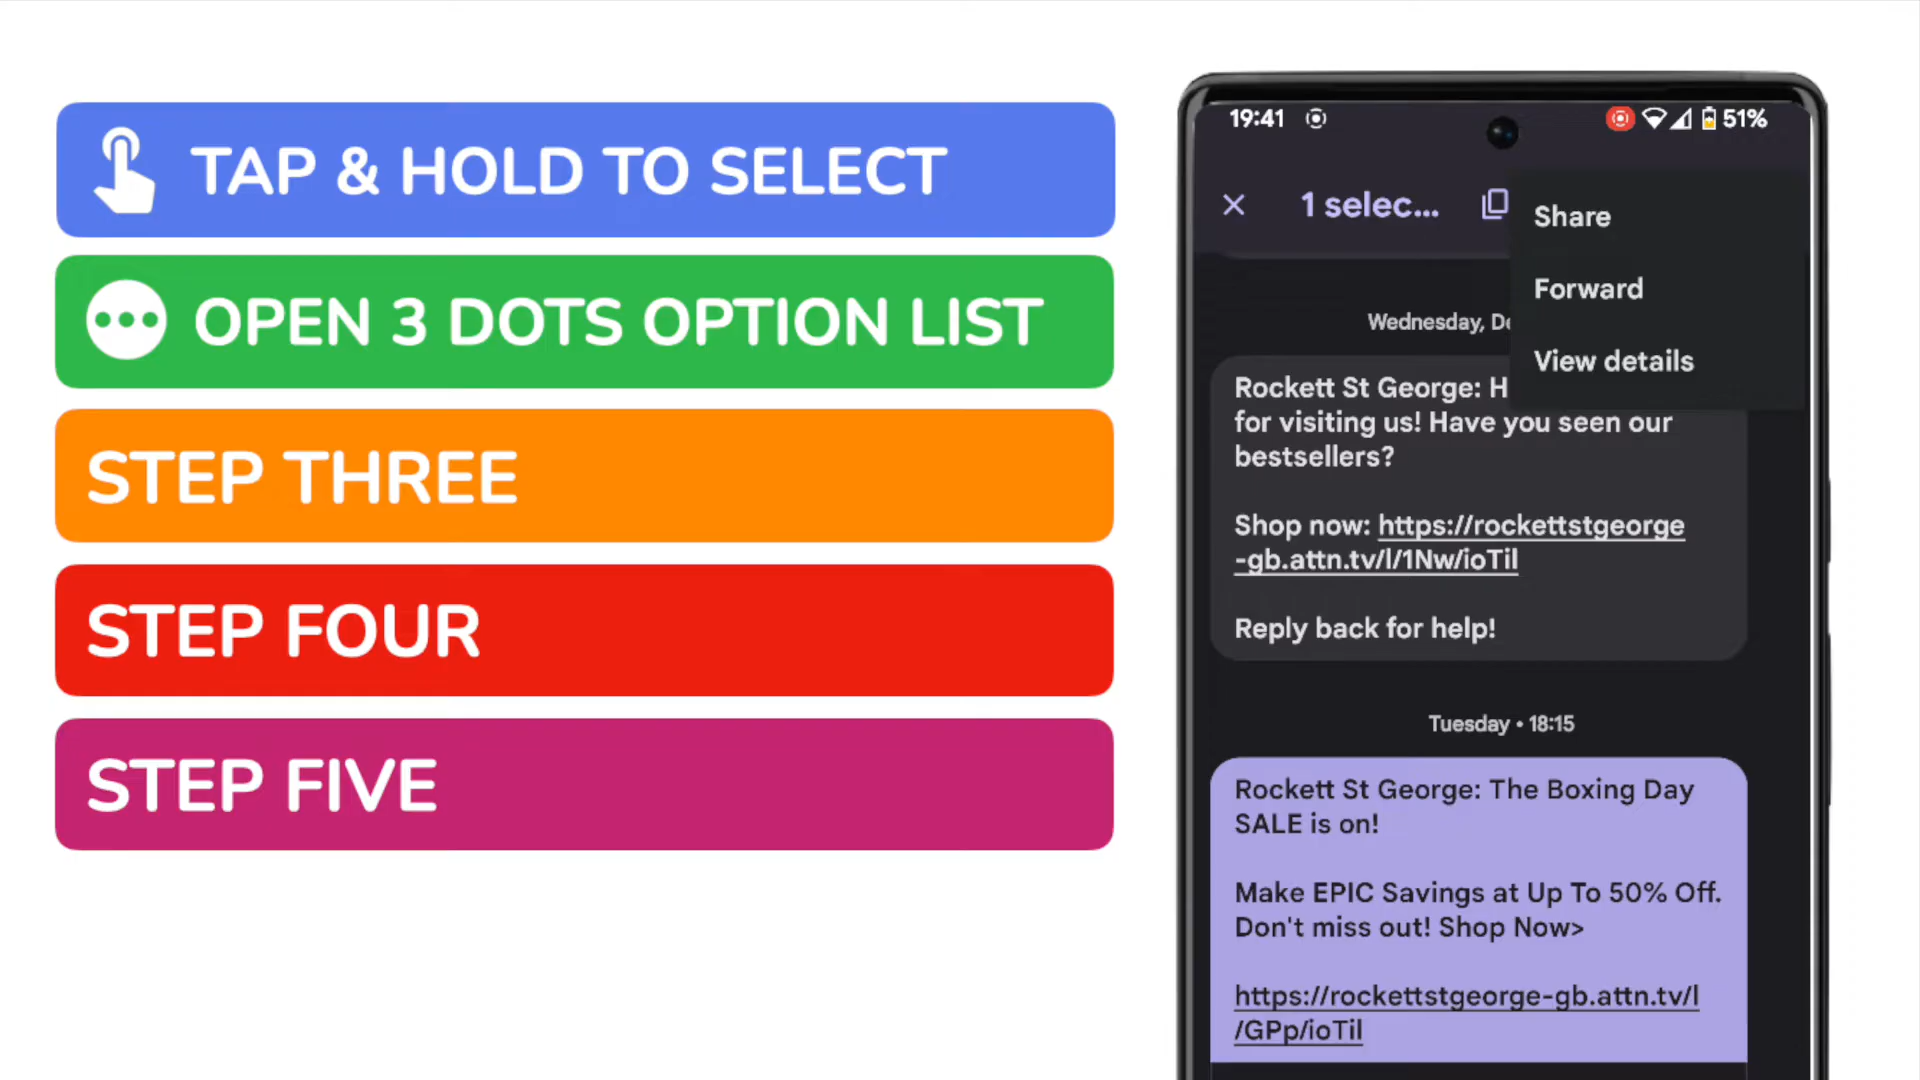 TAP & HOLD TO SELECT
OPEN 3 DOTS OPTION LIST
STEP THREE
STEP FOUR
STEP FIVE
19:41
51%
1 selec...
Share
Forward
View details
Wednesday,
Rockett St George: H
for visiting us! Have you seen our
bestsellers?
Shop now: https://rockettstgeorge
-gb.attn.tv/l/1Nw/ioTil
Reply back for help!
Tuesday • 18:15
Rockett St George: The Boxing Day
SALE is on!
Make EPIC Savings at Up To 50% Off.
Don't miss out! Shop Now>
https://rockettstgeorge-gb.attn.tv/l
/GPp/ioTil